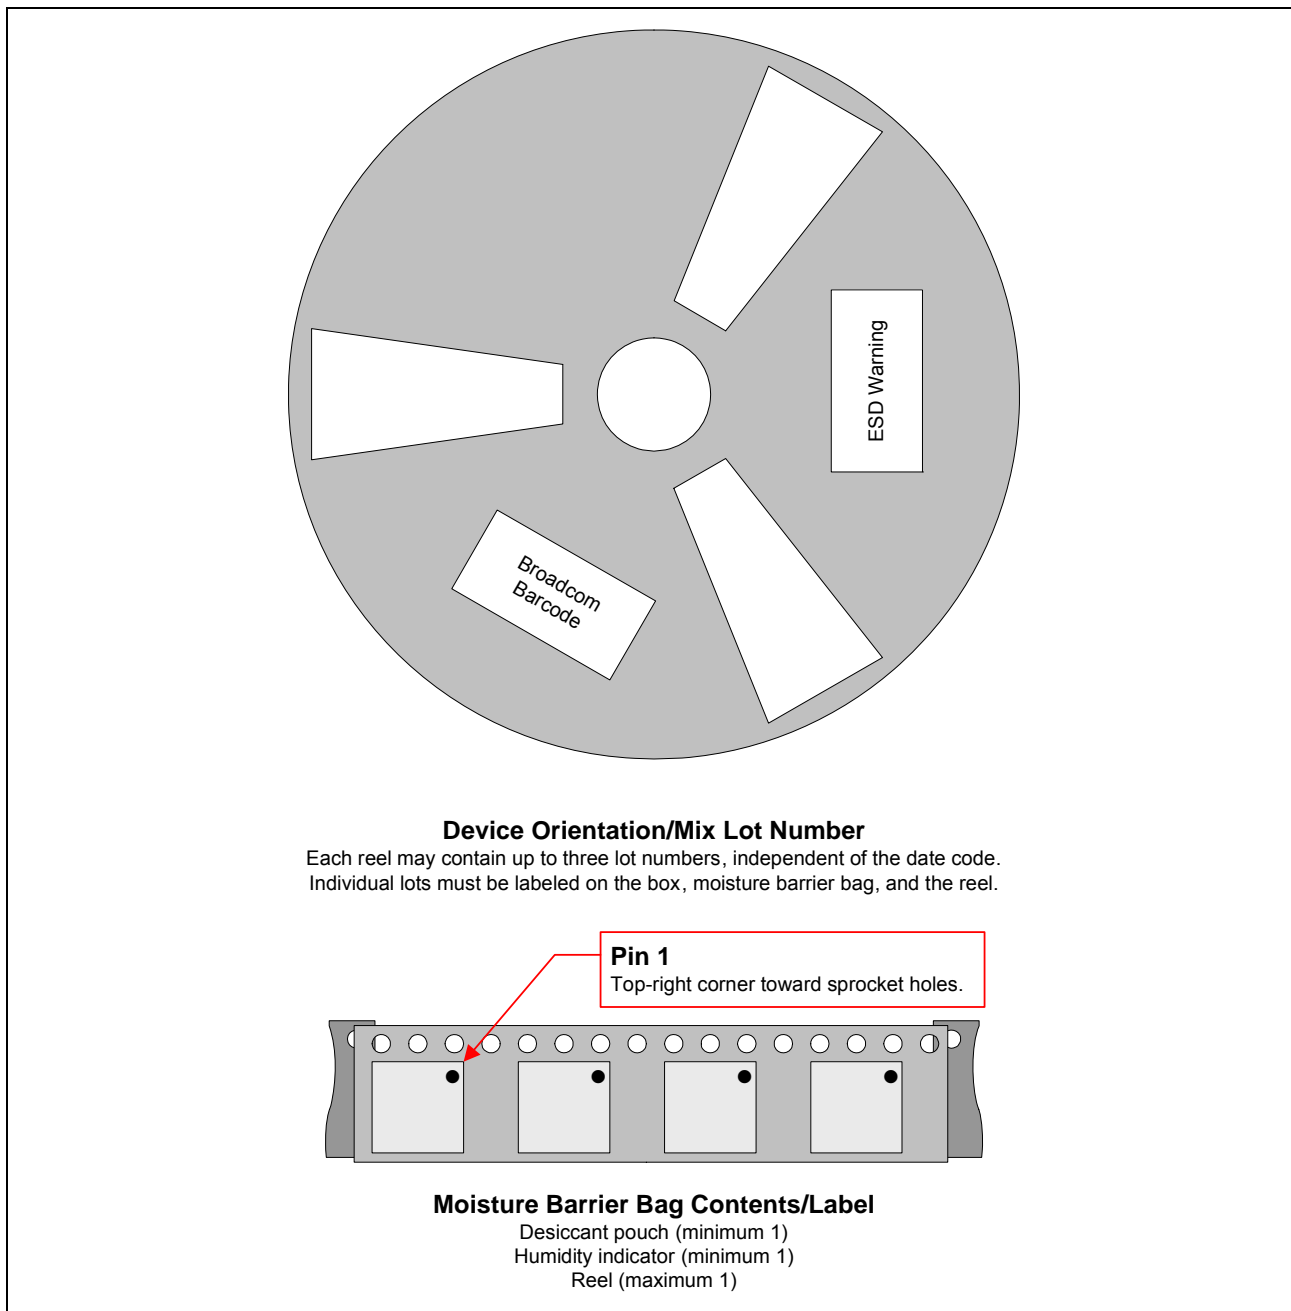 ESD Warning
Broadcom
Barcode
Device Orientation/Mix Lot Number
Each reel may contain up to three lot numbers, independent of the date code.
Individual lots must be labeled on the box, moisture barrier bag, and the reel.
Pin 1
Top-right corner toward sprocket holes.
Moisture Barrier Bag Contents/Label
Desiccant pouch (minimum 1)
Humidity indicator (minimum 1)
Reel (maximum 1)